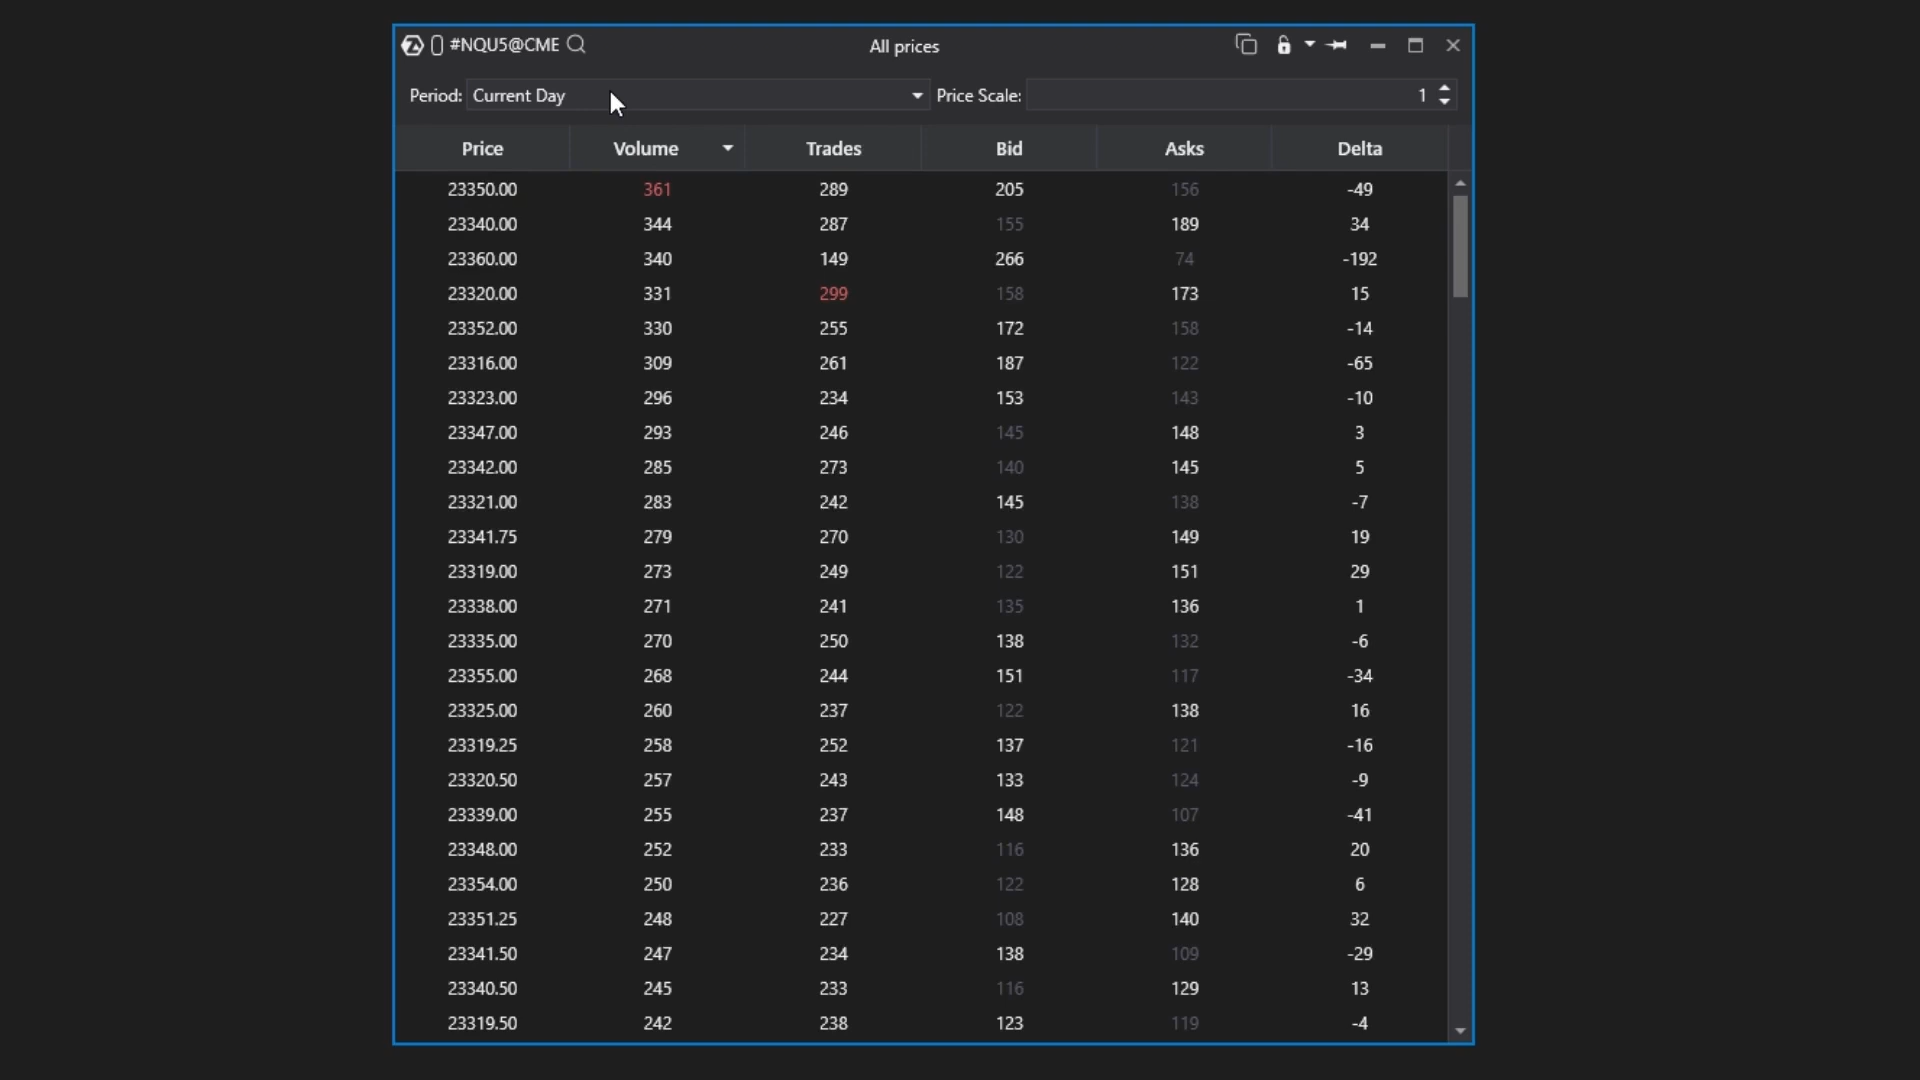 #NQU5@CME All prices
Period: Current Day Price Scale: 1
Price Volume Trades Bid Asks Delta
23350.00 361 289 205 156 -49
23340.00 344 287 155 189 34
23360.00 340 149 266 74 -192
23320.00 331 299 158 173 15
23352.00 330 255 172 158 -14
23316.00 309 261 187 122 -65
23323.00 296 234 153 143 -10
23347.00 293 246 145 148 3
23342.00 285 273 140 145 5
23321.00 283 242 145 138 -7
23341.75 279 270 130 149 19
23319.00 273 249 122 151 29
23338.00 271 241 135 136 1
23335.00 270 250 138 132 -6
23355.00 268 244 151 117 -34
23325.00 260 237 122 138 16
23319.25 258 252 137 121 -16
23320.50 257 243 133 124 -9
23339.00 255 237 148 107 -41
23348.00 252 233 116 136 20
23354.00 250 236 122 128 6
23351.25 248 227 108 140 32
23341.50 247 234 138 109 -29
23340.50 245 233 116 129 13
23319.50 242 238 123 119 -4